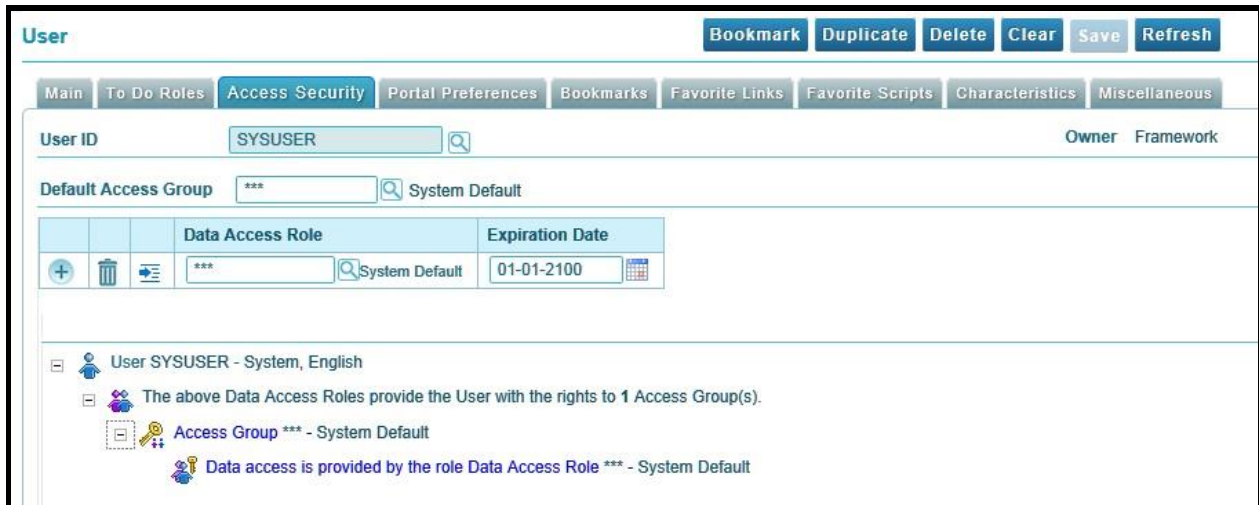 User Bookmark Duplicate Delete Clear Save Refresh
Main To Do Roles Access Security Portal Preferences Bookmarks Favorite Links Favorite Scripts Characteristics Miscellaneous
User ID SYSUSER Owner Framework
Default Access Group *** System Default
Data Access Role Expiration Date
*** System Default 01-01-2100
User SYSUSER - System, English
The above Data Access Roles provide the User with the rights to 1 Access Group(s).
Access Group *** - System Default
Data access is provided by the role Data Access Role *** - System Default